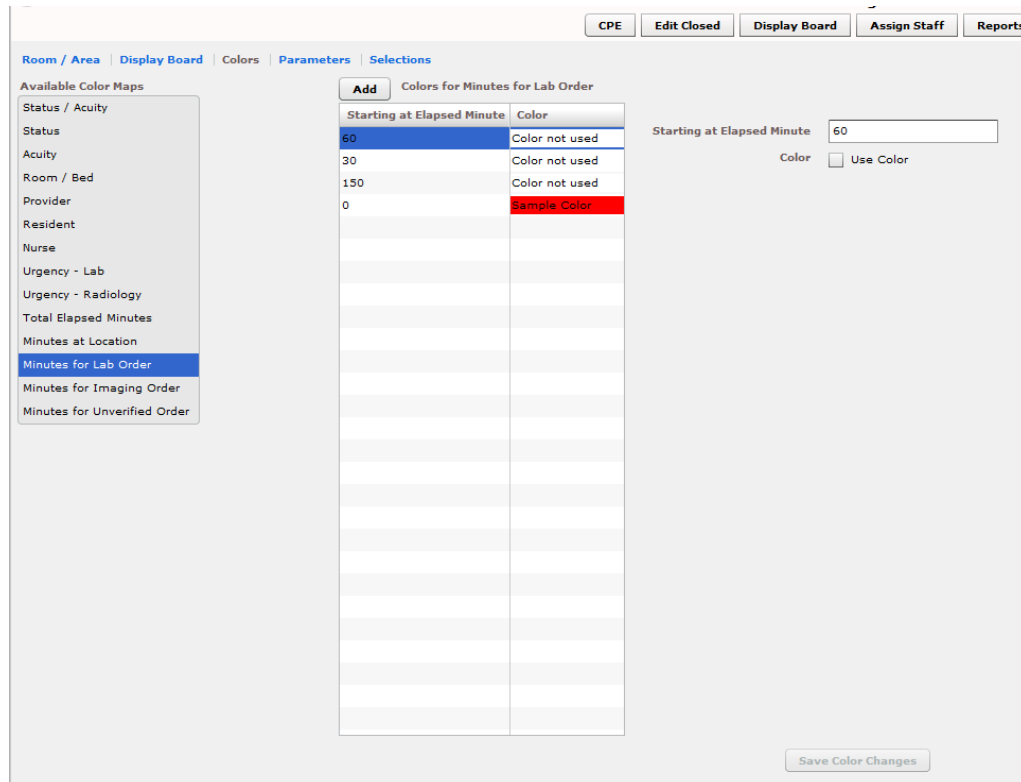 CPE Edit Closed Display Board Assign Staff Reports
Room / Area Display Board Colors Parameters Selections
Available Color Maps
Status / Acuity
Status
Acuity
Room / Bed
Provider
Resident
Nurse
Urgency - Lab
Urgency - Radiology
Total Elapsed Minutes
Minutes at Location
Minutes for Lab Order
Minutes for Imaging Order
Minutes for Unverified Order
Add Colors for Minutes for Lab Order
Starting at Elapsed Minute Color
60 Color not used
30 Color not used
150 Color not used
0 Sample Color
Starting at Elapsed Minute 60
Color Use Color
Save Color Changes